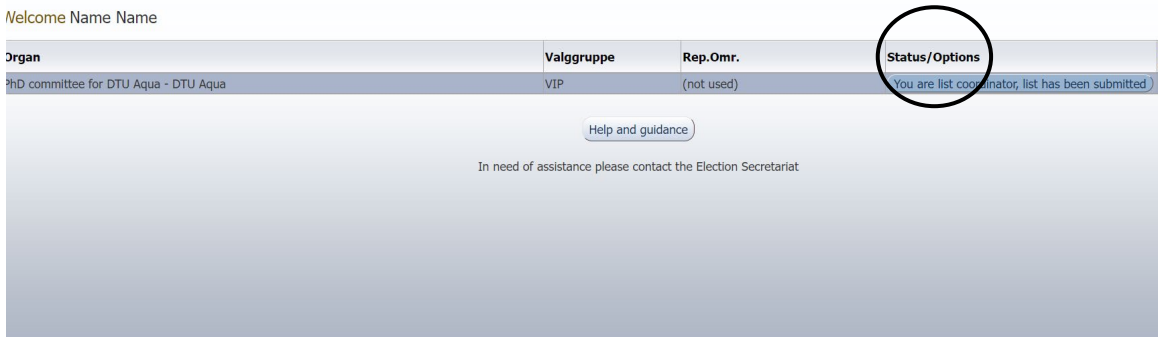 Welcome Name Name
Organ Valggruppe Rep.Omr. Status/Options
PhD committee for DTU Aqua - DTU Aqua VIP (not used) You are list coordinator, list has been submitted
Help and guidance
In need of assistance please contact the Election Secretariat